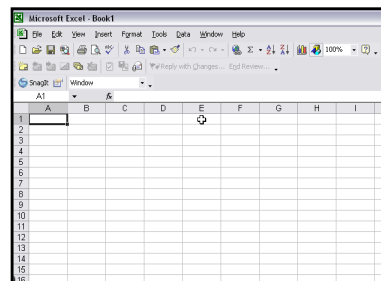 Microsoft Excel - Book1
File Edit View Insert Format Tools Data Window Help
100%
Reply with Changes... End Review...
SnagIt Window
A1 fx
A B C D E F G H I
1
2
3
4
5
6
7
8
9
10
11
12
13
14
15
16